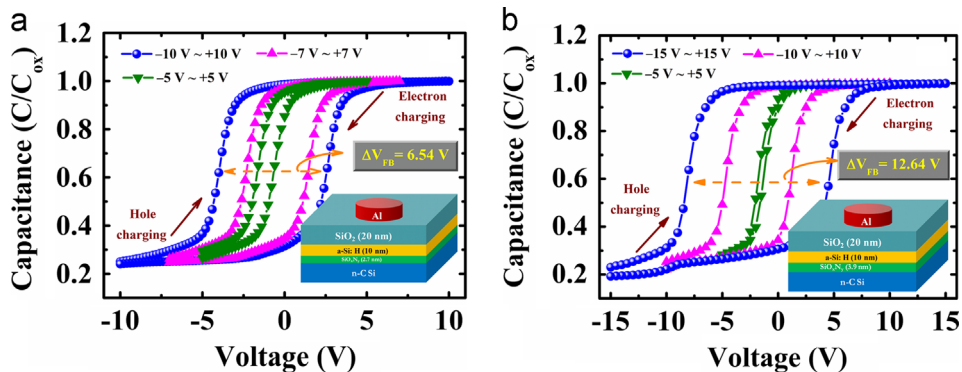 a
Capacitance (C/Cox)
1.2
1.0
0.8
0.6
0.4
0.2
–10 V ~ +10 V
–7 V ~ +7 V
–5 V ~ +5 V
Electron
charging
ΔVFB = 6.54 V
Hole
charging
Al
SiO2 (20 nm)
a-Si: H (10 nm)
SiOxNy (2.7 nm)
n-C Si
-10
-5
0
5
10
Voltage (V)
b
Capacitance (C/Cox)
1.2
1.0
0.8
0.6
0.4
0.2
–15 V ~ +15 V
–10 V ~ +10 V
–5 V ~ +5 V
Electron
charging
ΔVFB = 12.64 V
Hole
charging
Al
SiO2 (20 nm)
a-Si: H (10 nm)
SiOxNy (3.9 nm)
n-C Si
-15
-10
-5
0
5
10
15
Voltage (V)